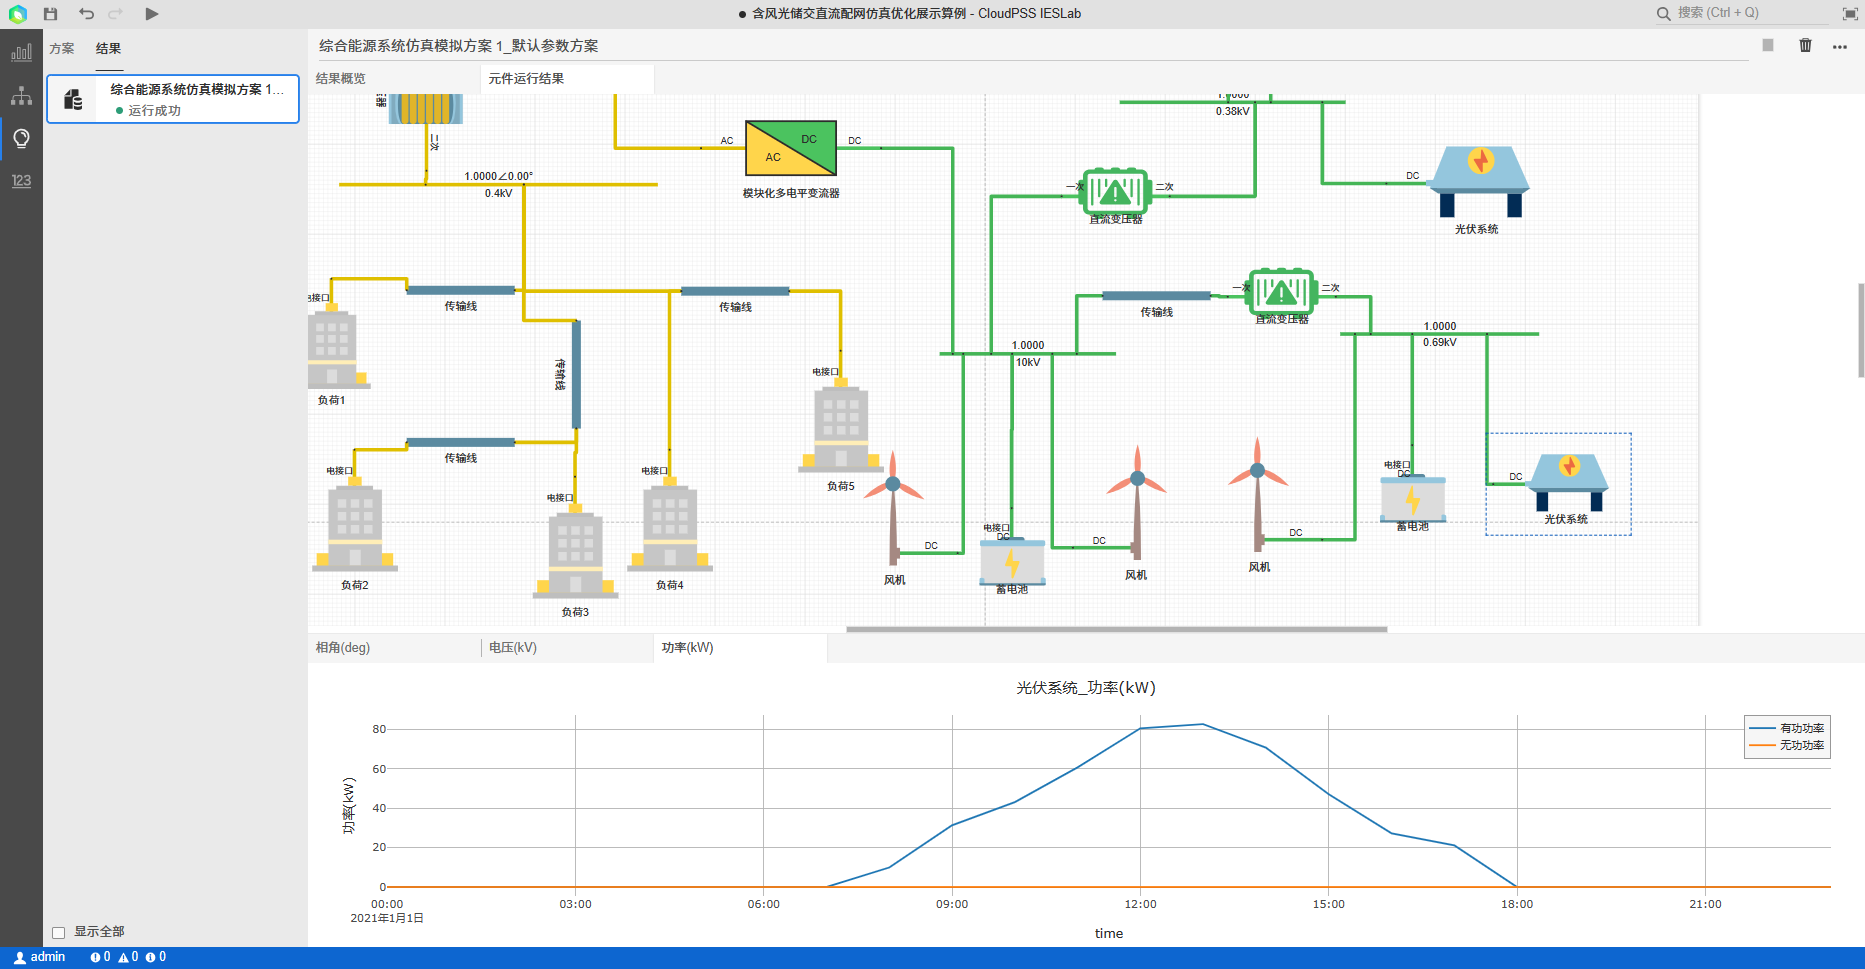 含风光储交直流配网仿真优化展示算例 - CloudPSS IESLab
搜索 (Ctrl + Q)
方案
结果
综合能源系统仿真模拟方案 1...
运行成功
综合能源系统仿真模拟方案 1_默认参数方案
结果概览
元件运行结果
123
二次
1.0000∠0.00°
0.4kV
AC
DC
AC
DC
模块化多电平变流器
1.0000
0.38kV
一次
二次
直流变压器
DC
光伏系统
电接口
负荷1
传输线
传输线
传输线
传输线
电接口
负荷2
电接口
负荷3
电接口
负荷4
电接口
负荷5
1.0000
10kV
传输线
一次
二次
直流变压器
1.0000
0.69kV
DC
风机
电接口
DC
蓄电池
DC
风机
DC
风机
电接口
DC
蓄电池
DC
光伏系统
相角(deg)
电压(kV)
功率(kW)
光伏系统_功率(kW)
有功功率
无功功率
功率(kW)
80
60
40
20
0
00:00
03:00
06:00
09:00
12:00
15:00
18:00
21:00
2021年1月1日
time
显示全部
admin
0
0
0